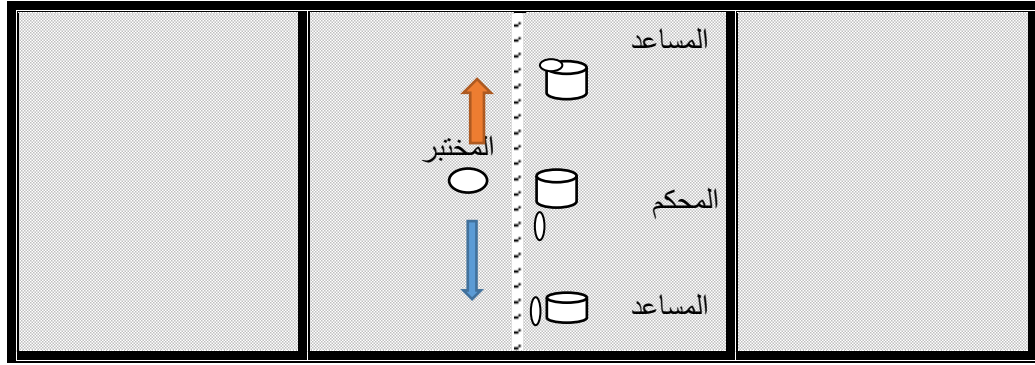 المساعد
المختبر
المحكم
المساعد